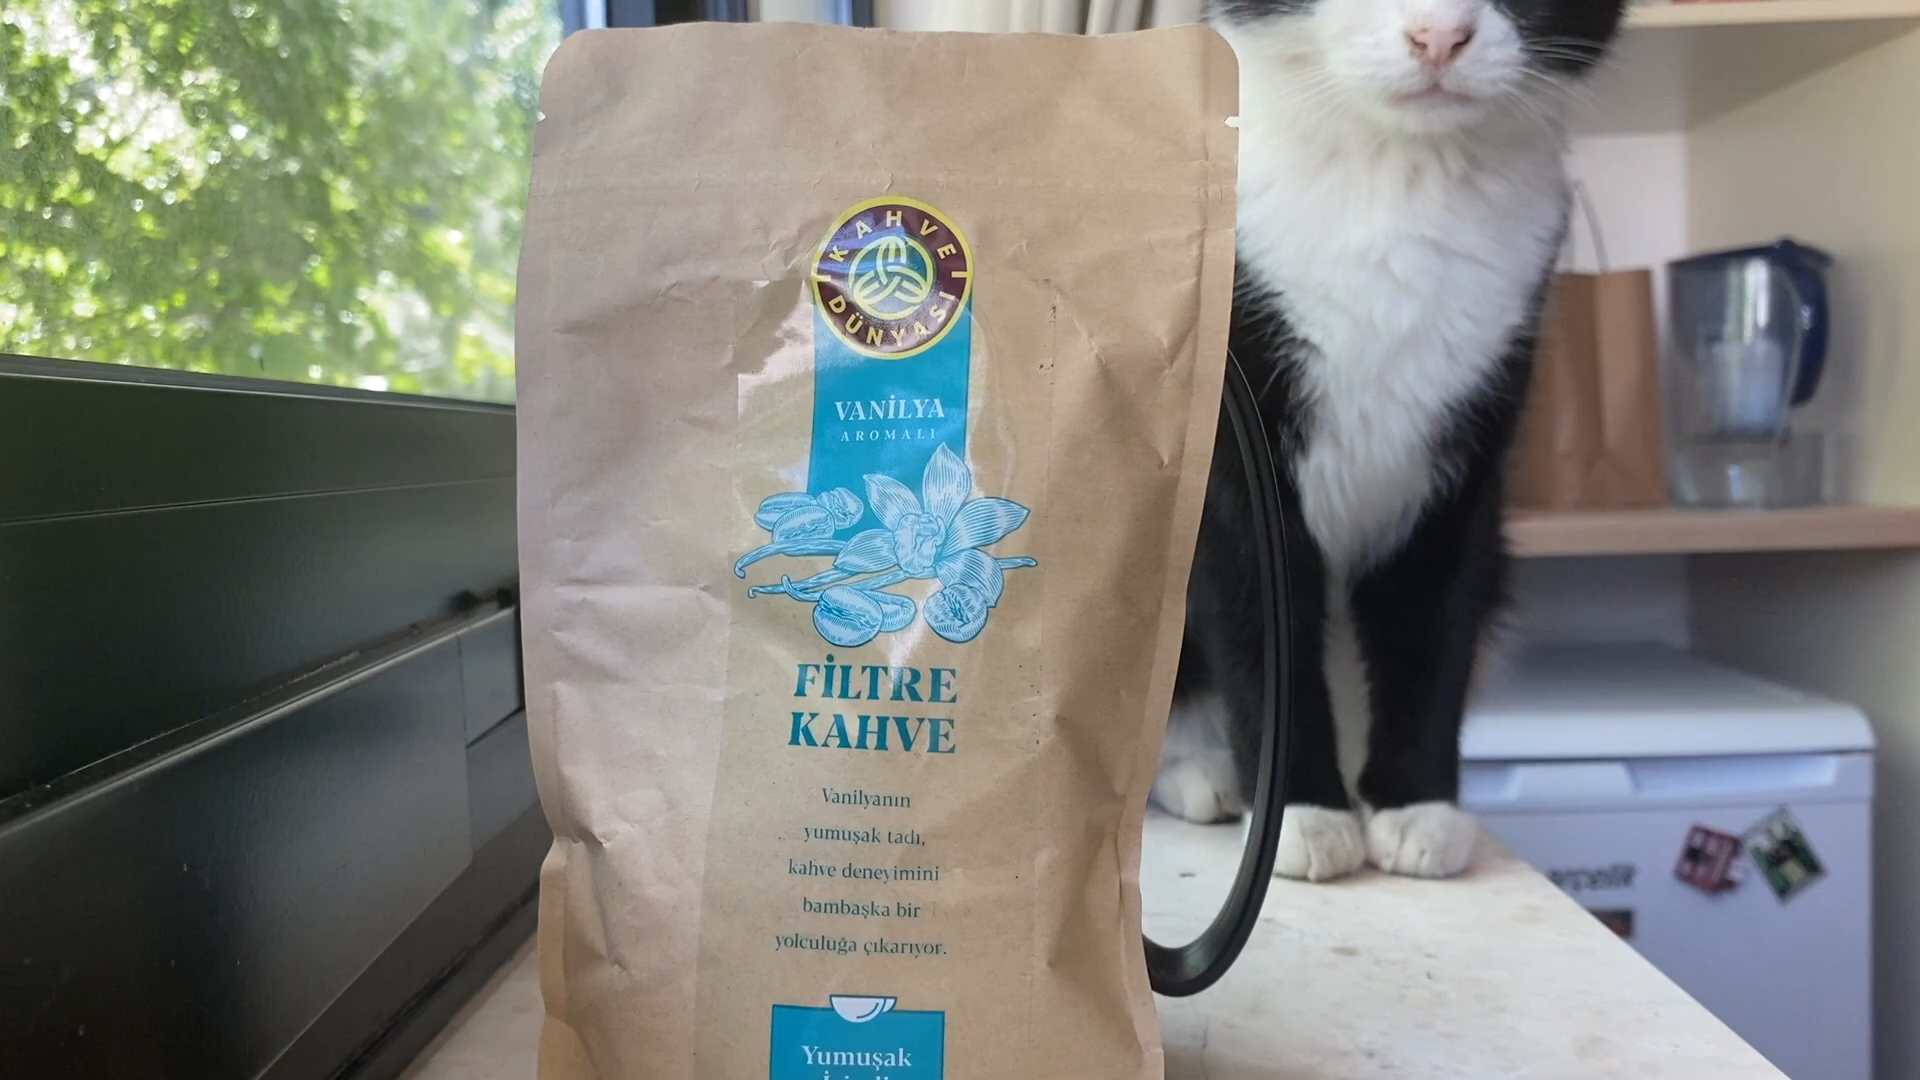 KAHVE
DÜNYASI
VANİLYA
AROMALI
FİLTRE
KAHVE
Vanilyanın
yumuşak tadı,
kahve deneyimini
bambaşka bir
yolculuğa çıkarıyor.
Yumuşak